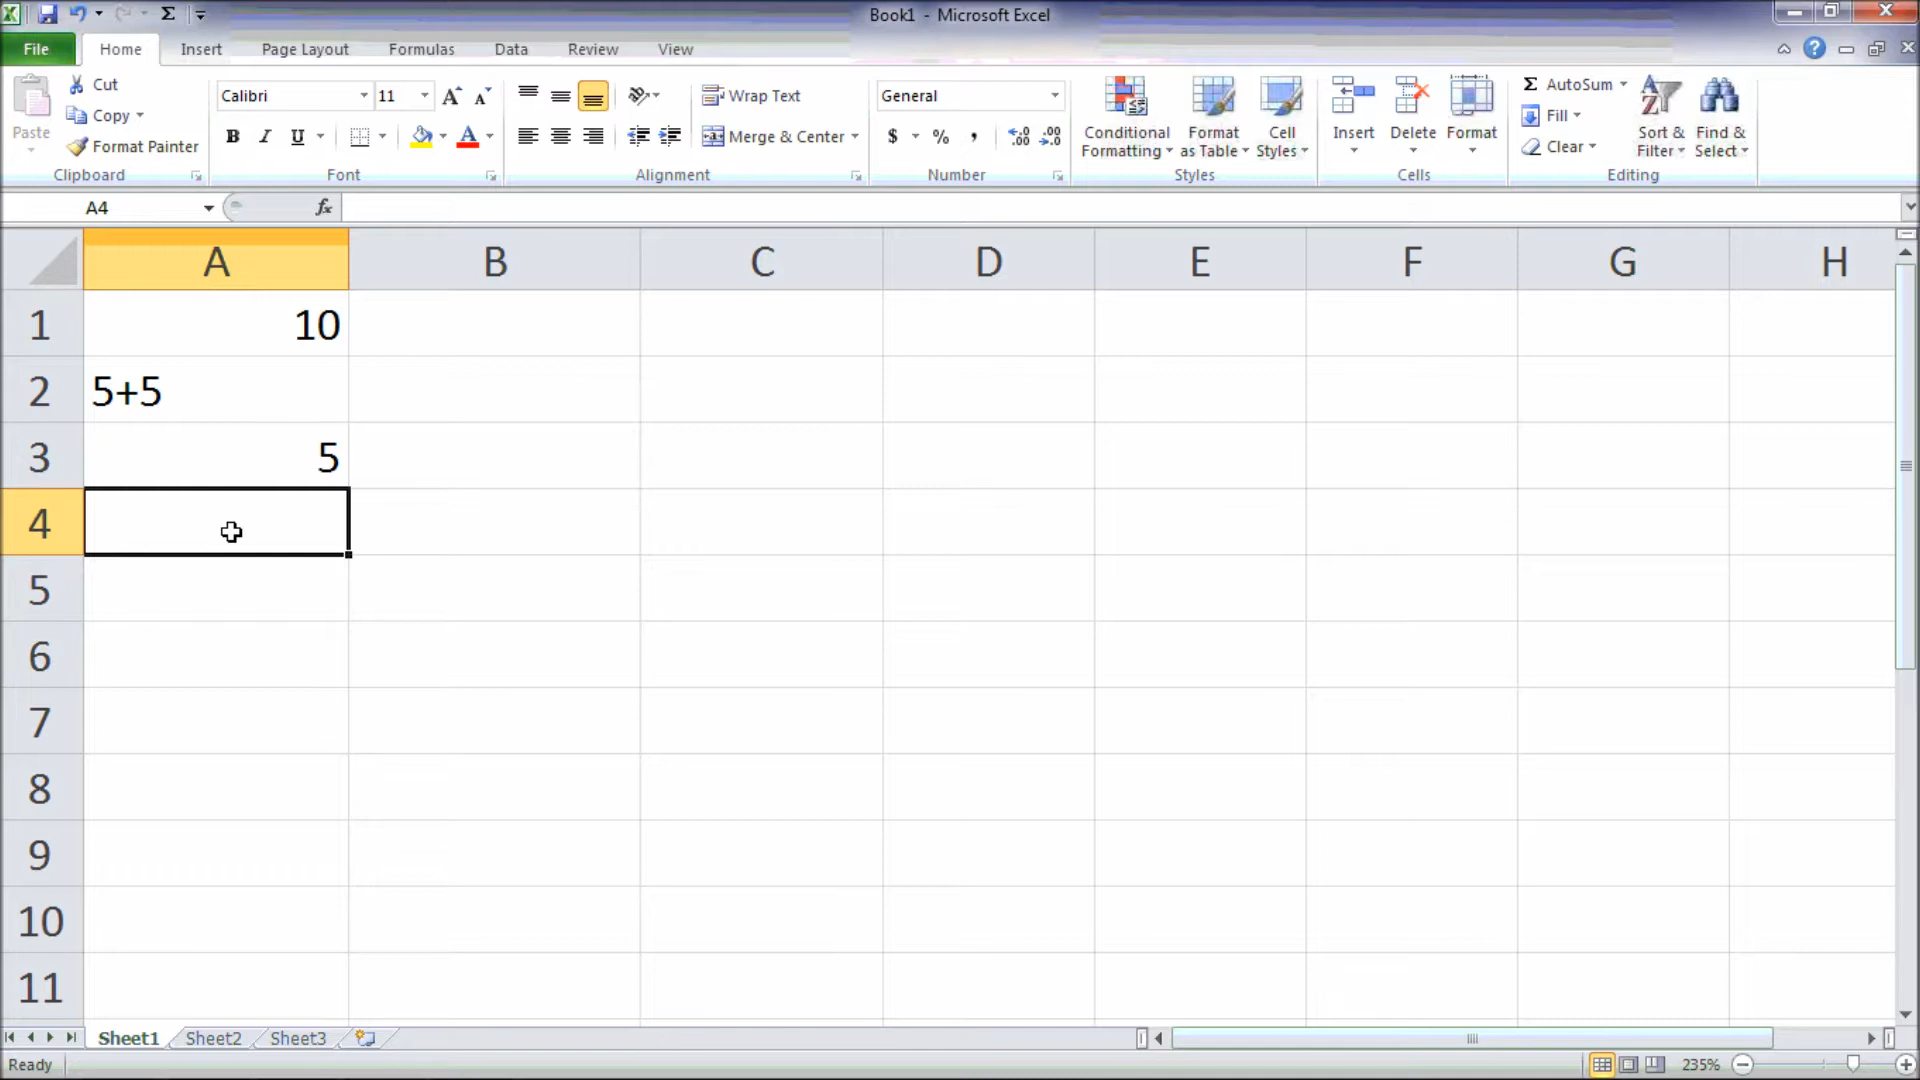 Book1 - Microsoft Excel
File Home Insert Page Layout Formulas Data Review View
Paste
Cut
Copy
Format Painter
Clipboard
Calibri 11
Font
Wrap Text
Merge & Center
Alignment
General
$ % ,
Number
Conditional Formatting
Format as Table
Cell Styles
Styles
Insert Delete Format
Cells
Σ AutoSum
Fill
Clear
Sort & Filter
Find & Select
Editing
A4 fx
A B C D E F G H
1 10
2 5+5
3 5
4
5
6
7
8
9
10
11
Sheet1 Sheet2 Sheet3
Ready 235%